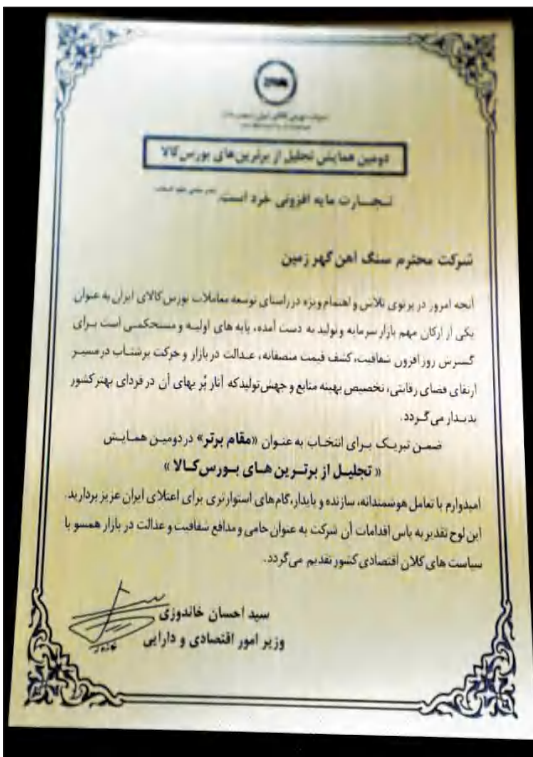 دومین همایش تجلیل از برترین های بورس کالا
تجـــارت مایه افزونی خرد است.
شرکت محترم سنگ آهن گهر زمین
آنچه امروز در پرتوی تلاش و اهتمام ویژه در راستای توسعه معاملات بورس کالای ایران به عنوان
یکی از ارکان مهم بازار سرمایه و تولید به دست آمده، پایه های اولیه و مستحکمی است برای
گسترش روز افزون شفافیت، کشف قیمت منصفانه، عدالت در بازار و حرکت پرشتاب در مسیر
ارتقای فضای رقابتی، تخصیص بهینه منابع و جهش تولید که آثار پُر بهای آن در فردای بهتر کشور
پدیدار می گردد.
ضمن تبریک برای انتخاب به عنوان «مقام برتر» در دومین همایش
« تجلیل از برترین های بورس کالا »
امیدوارم با تعامل هوشمندانه، سازنده و پایدار، گام های استوارتری برای اعتلای ایران عزیز بردارید.
این لوح تقدیر به پاس اقدامات آن شرکت به عنوان حامی و مدافع شفافیت و عدالت در بازار همسو با
سیاست های کلان اقتصادی کشور تقدیم می گردد.
سید احسان خاندوزی
وزیر امور اقتصادی و دارایی